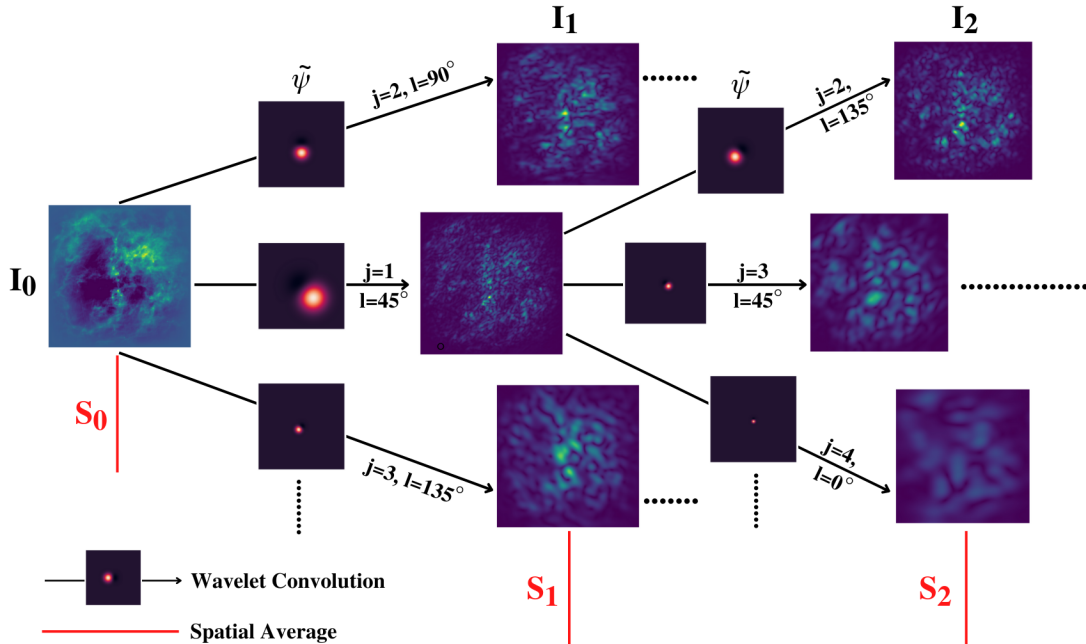 I₁
I₂
ψ̃
j=2, l=90°
ψ̃
j=2,
l=135°
I₀
j=1
l=45°
j=3
l=45°
S₀
j=3, l=135°
j=4,
l=0°
Wavelet Convolution
S₁
S₂
Spatial Average